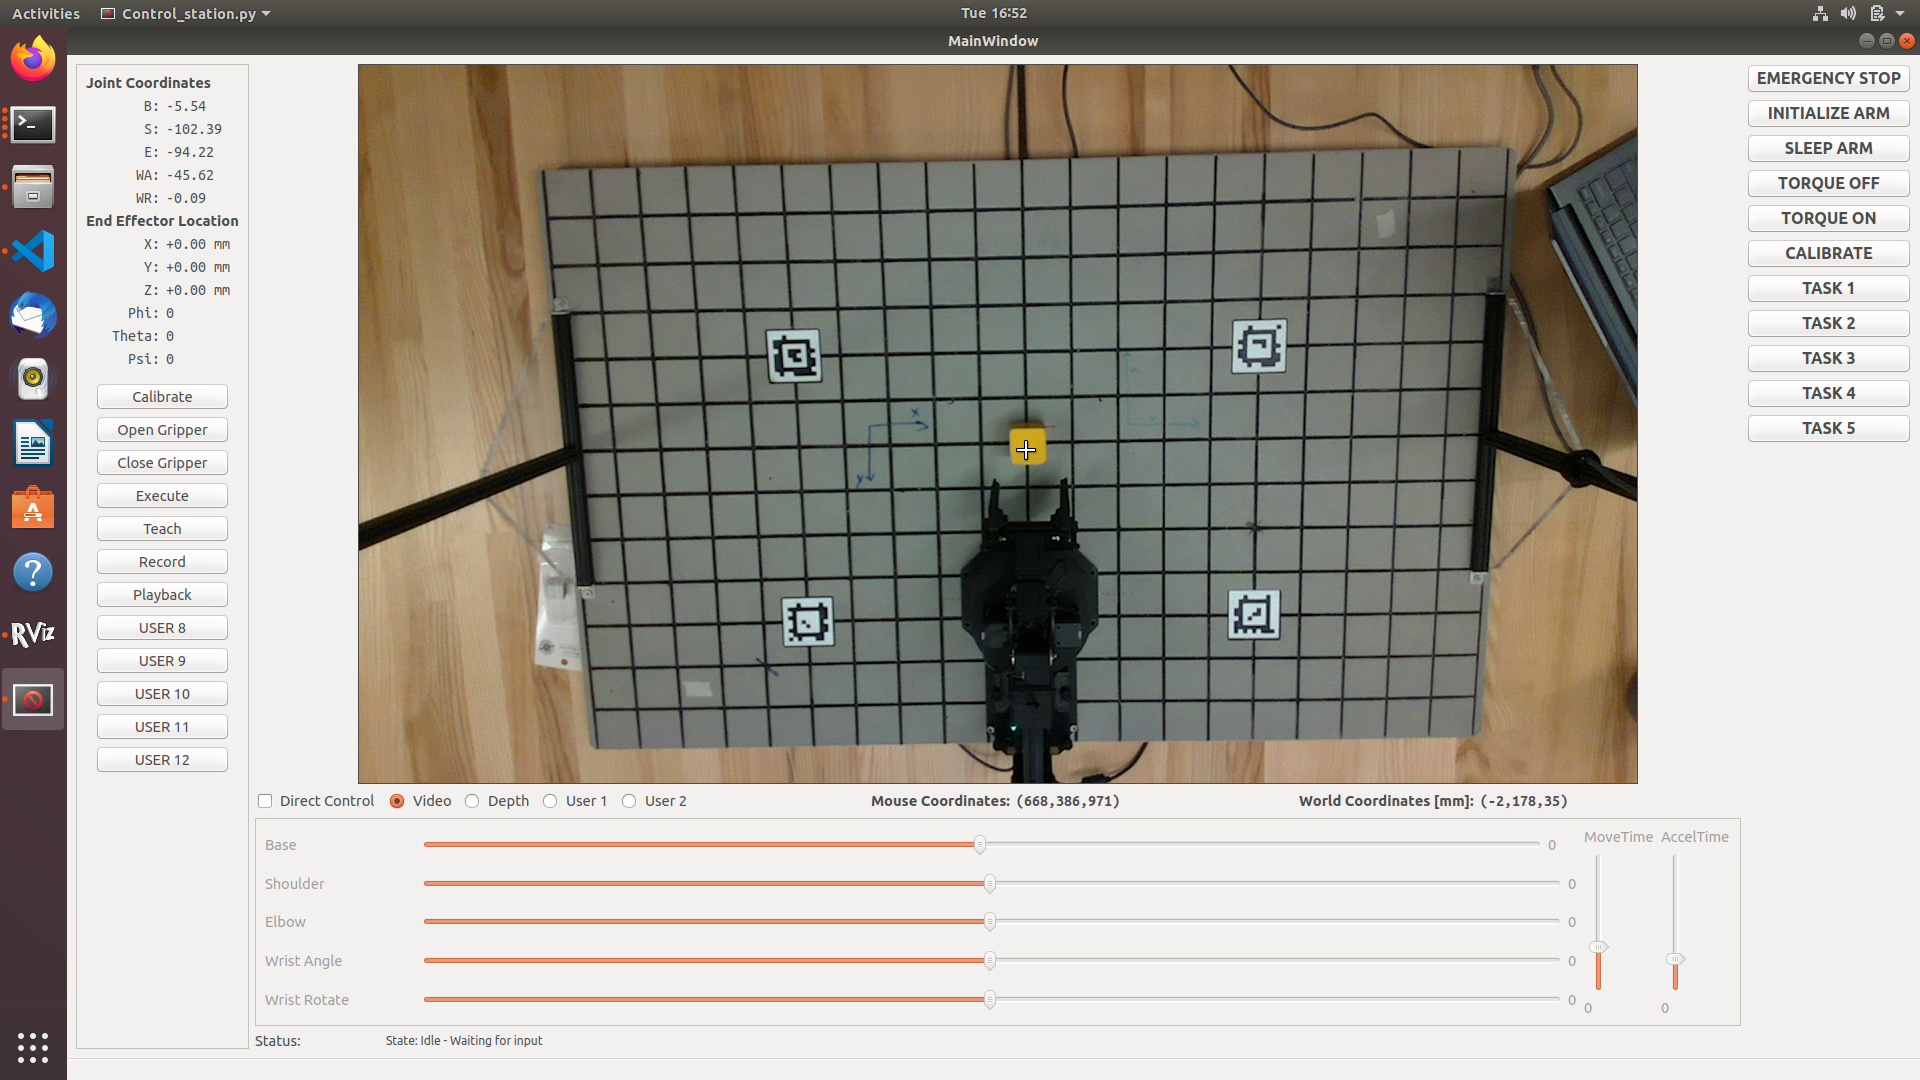 Activities Control_station.py Tue 16:52
MainWindow
Joint Coordinates
B: -5.54
S: -102.39
E: -94.22
WA: -45.62
WR: -0.09
End Effector Location
X: +0.00 mm
Y: +0.00 mm
Z: +0.00 mm
Phi: 0
Theta: 0
Psi: 0
Calibrate
Open Gripper
Close Gripper
Execute
Teach
Record
Playback
USER 8
USER 9
USER 10
USER 11
USER 12
RViz
x
y
EMERGENCY STOP
INITIALIZE ARM
SLEEP ARM
TORQUE OFF
TORQUE ON
CALIBRATE
TASK 1
TASK 2
TASK 3
TASK 4
TASK 5
Direct Control Video Depth User 1 User 2 Mouse Coordinates: (668,386,971) World Coordinates [mm]: (-2,178,35)
Base 0
Shoulder 0
Elbow 0
Wrist Angle 0
Wrist Rotate 0
MoveTime AccelTime
0 0
Status: State: Idle - Waiting for input